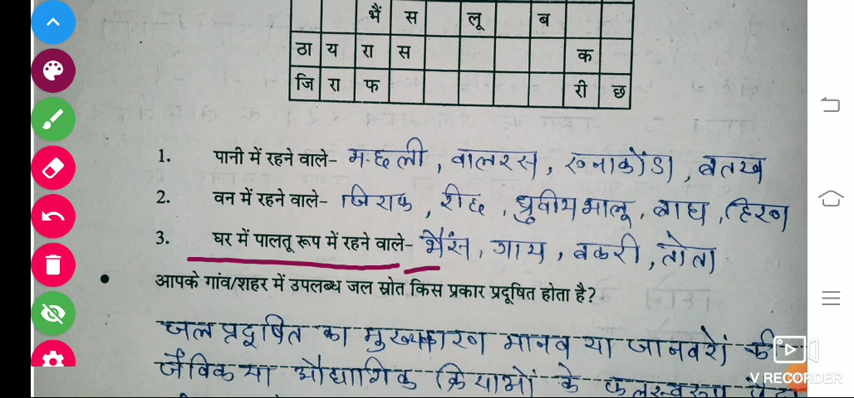 भैं स लू ब
ठा य रा स क
जि रा फ री छ
1. पानी में रहने वाले- मछली, वालरस, एनाकोंडा, बतख
2. वन में रहने वाले- जिराफ, रीछ, ध्रुवीय भालू, बाघ, हिरण
3. घर में पालतू रूप में रहने वाले- भैंस, गाय, बकरी, तोता
आपके गांव/शहर में उपलब्ध जल स्रोत किस प्रकार प्रदूषित होता है?
जल प्रदूषित का मुख्य कारण मानव या जानवरों की
जैविक या औद्योगिक क्रियाओं के फलस्वरूप
V RECORDER